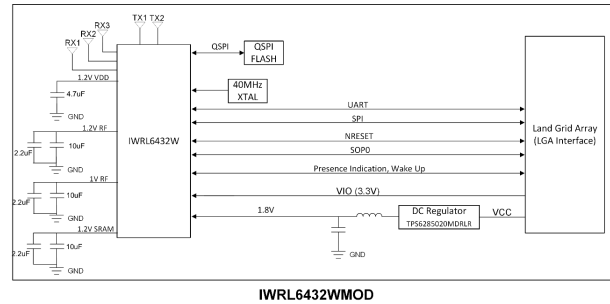 RX3
RX2
RX1
TX1 TX2
1.2V VDD
4.7uF
GND
1.2V RF
2.2uF
10uF
GND
1V RF
2.2uF
10uF
GND
1.2V SRAM
2.2uF
10uF
GND
IWRL6432W
QSPI
QSPI
FLASH
40MHz
XTAL
UART
SPI
NRESET
SOP0
Presence Indication, Wake Up
VIO (3.3V)
1.8V
GND
DC Regulator
TPS6285020MDRLR
VCC
Land Grid Array
(LGA Interface)
IWRL6432WMOD